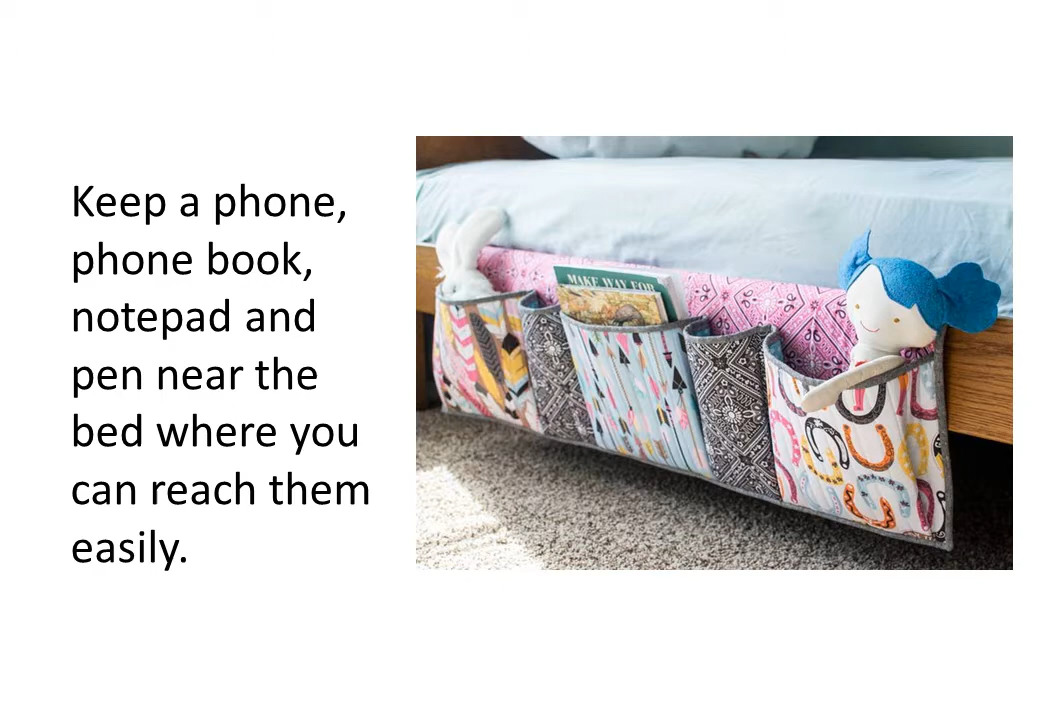 Keep a phone,
phone book,
notepad and
pen near the
bed where you
can reach them
easily.
MAKE WAY FOR